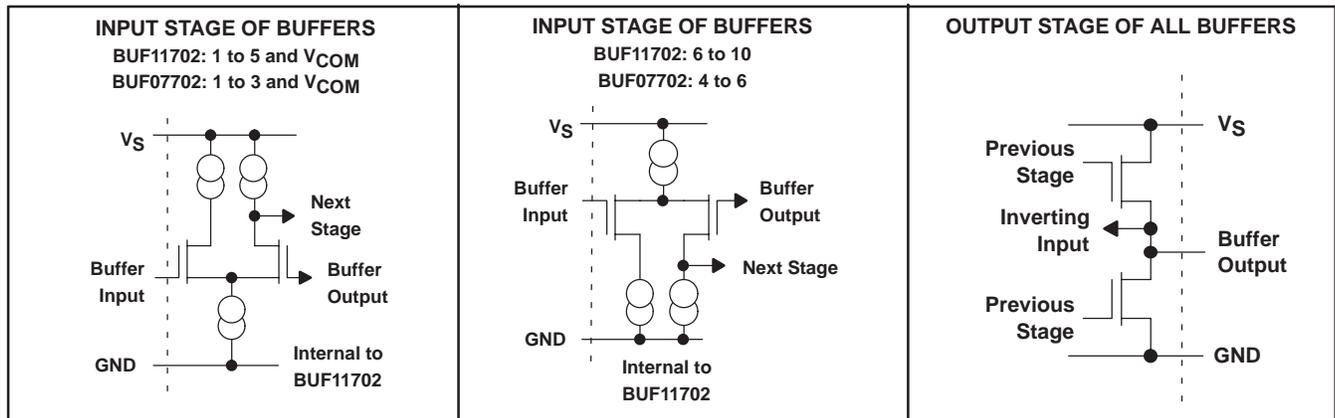 INPUT STAGE OF BUFFERS
BUF11702: 1 to 5 and VCOM
BUF07702: 1 to 3 and VCOM
VS
Next
Stage
Buffer
Input
Buffer
Output
GND
Internal to
BUF11702
INPUT STAGE OF BUFFERS
BUF11702: 6 to 10
BUF07702: 4 to 6
VS
Buffer
Input
Buffer
Output
Next Stage
GND
Internal to
BUF11702
OUTPUT STAGE OF ALL BUFFERS
VS
Previous
Stage
Inverting
Input
Buffer
Output
Previous
Stage
GND